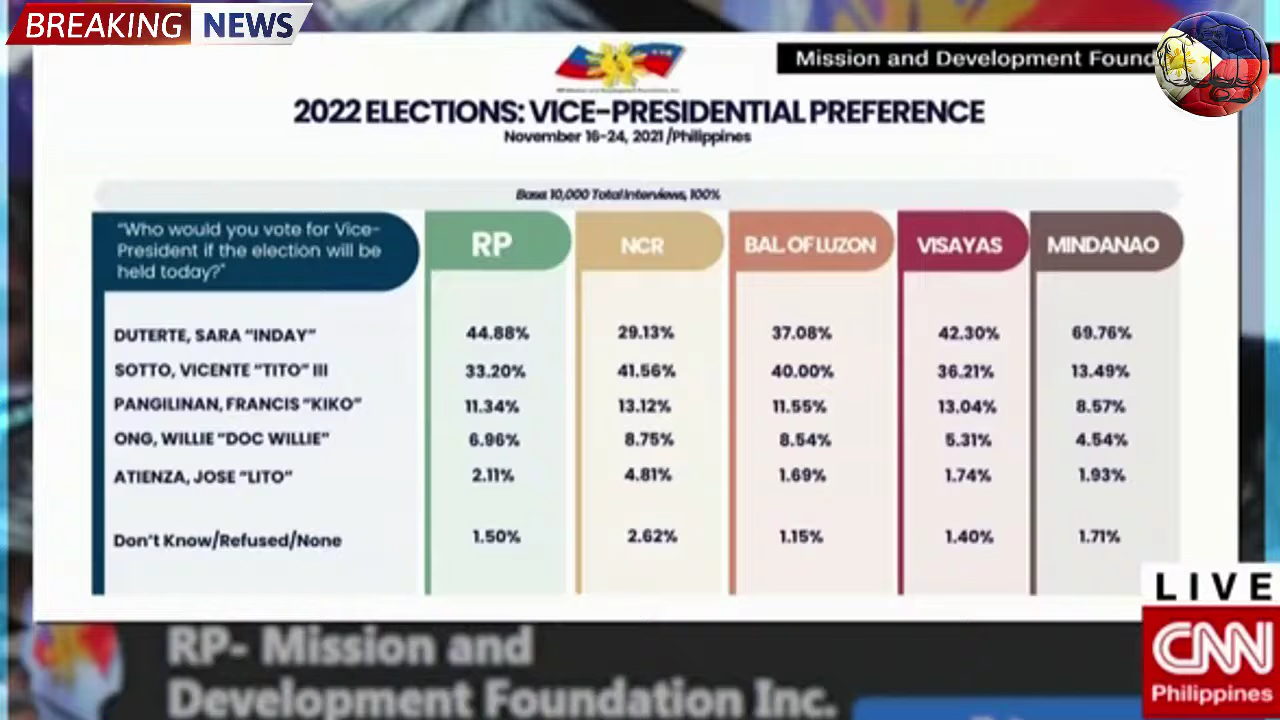 BREAKING NEWS
Mission and Development Found
2022 ELECTIONS: VICE-PRESIDENTIAL PREFERENCE
November 16-24, 2021 /Philippines
Base: 10,000 Total Interviews, 100%
"Who would you vote for Vice-
President if the election will be
held today?"
RP NCR BAL. OF LUZON VISAYAS MINDANAO
DUTERTE, SARA "INDAY" 44.88% 29.13% 37.08% 42.30% 69.76%
SOTTO, VICENTE "TITO" III 33.20% 41.56% 40.00% 36.21% 13.49%
PANGILINAN, FRANCIS "KIKO" 11.34% 13.12% 11.55% 13.04% 8.57%
ONG, WILLIE "DOC WILLIE" 6.96% 8.75% 8.54% 5.31% 4.54%
ATIENZA, JOSE "LITO" 2.11% 4.81% 1.69% 1.74% 1.93%
Don't Know/Refused/None 1.50% 2.62% 1.15% 1.40% 1.71%
LIVE
CNN
Philippines
RP- Mission and
Development Foundation Inc.